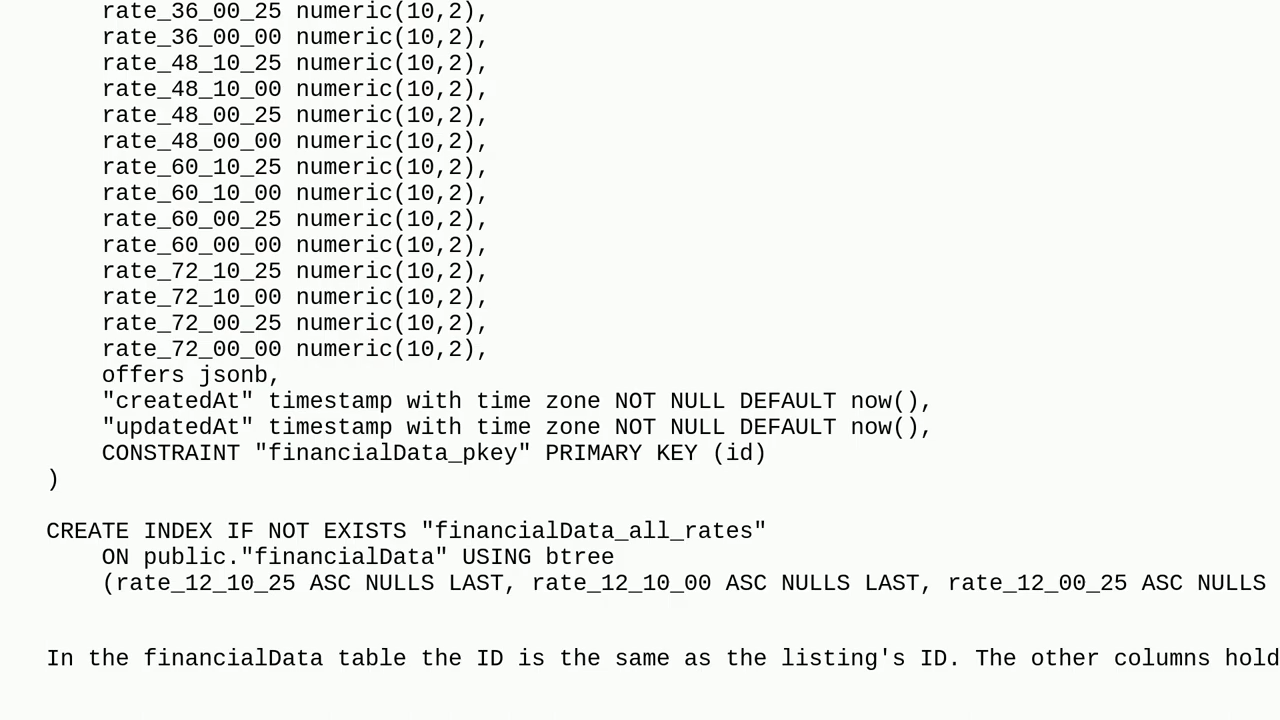 rate_36_00_25 numeric(10,2),
rate_36_00_00 numeric(10,2),
rate_48_10_25 numeric(10,2),
rate_48_10_00 numeric(10,2),
rate_48_00_25 numeric(10,2),
rate_48_00_00 numeric(10,2),
rate_60_10_25 numeric(10,2),
rate_60_10_00 numeric(10,2),
rate_60_00_25 numeric(10,2),
rate_60_00_00 numeric(10,2),
rate_72_10_25 numeric(10,2),
rate_72_10_00 numeric(10,2),
rate_72_00_25 numeric(10,2),
rate_72_00_00 numeric(10,2),
offers jsonb,
"createdAt" timestamp with time zone NOT NULL DEFAULT now(),
"updatedAt" timestamp with time zone NOT NULL DEFAULT now(),
CONSTRAINT "financialData_pkey" PRIMARY KEY (id)
)
CREATE INDEX IF NOT EXISTS "financialData_all_rates"
ON public."financialData" USING btree
(rate_12_10_25 ASC NULLS LAST, rate_12_10_00 ASC NULLS LAST, rate_12_00_25 ASC NULLS
In the financialData table the ID is the same as the listing's ID. The other columns hold